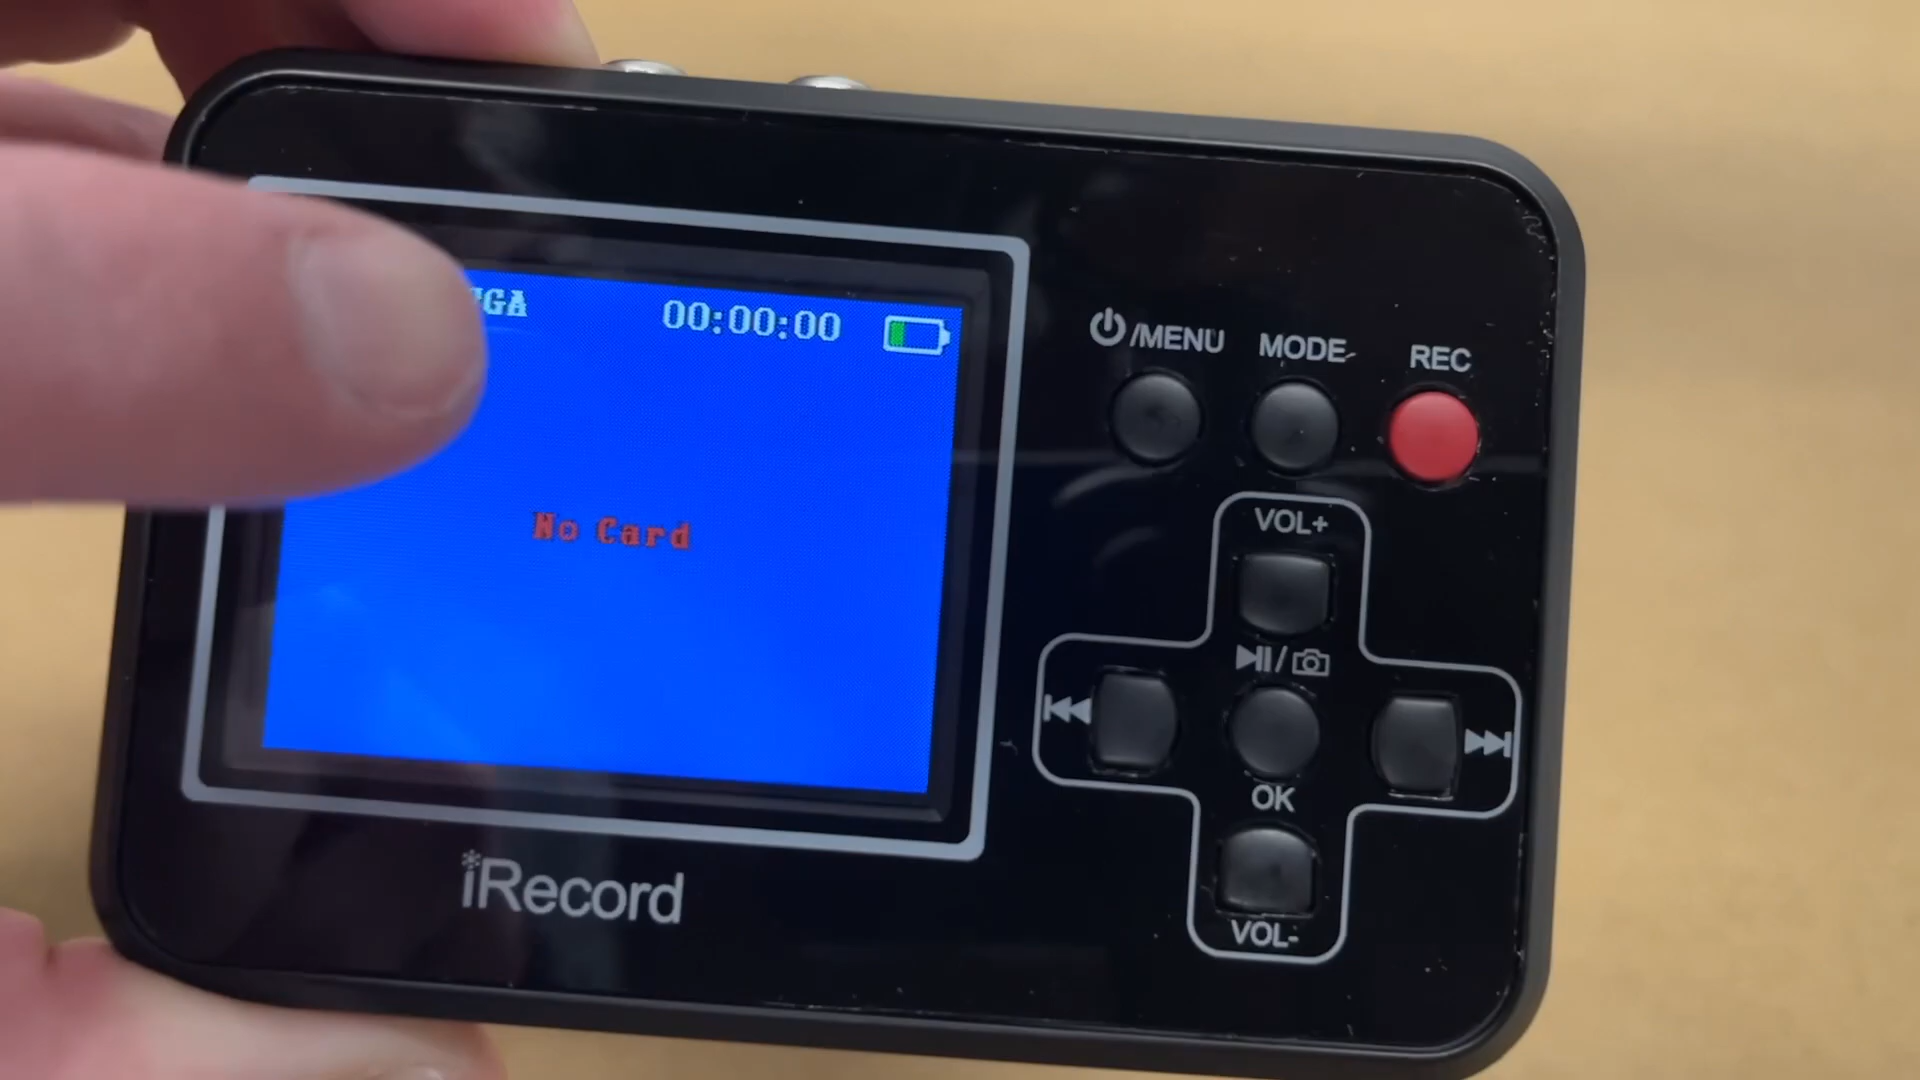 00:00:00
No Card
/MENU
MODE
REC
VOL+
/
OK
VOL-
iRecord